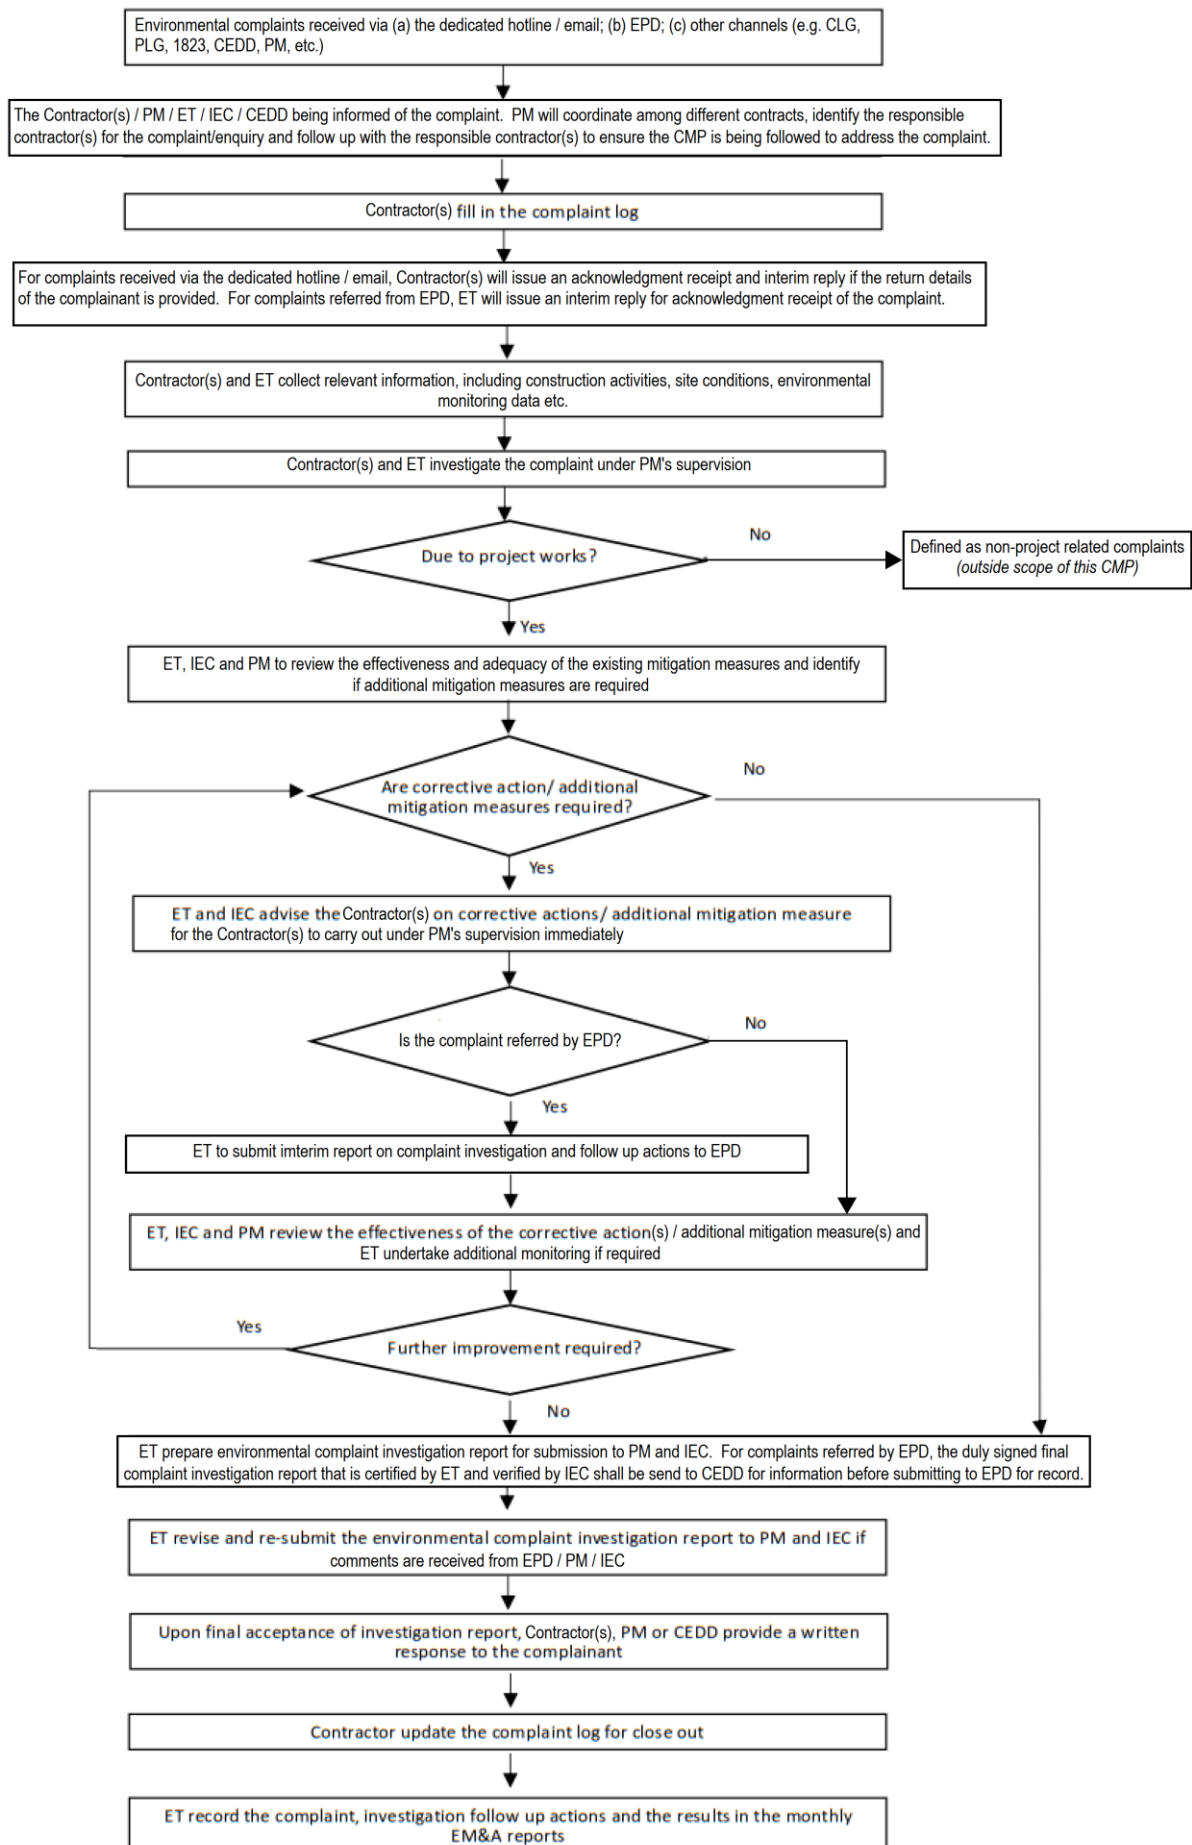 Environmental complaints received via (a) the dedicated hotline / email; (b) EPD; (c) other channels (e.g. CLG,
PLG, 1823, CEDD, PM, etc.)
The Contractor(s) / PM / ET / IEC / CEDD being informed of the complaint. PM will coordinate among different contracts, identify the responsible
contractor(s) for the complaint/enquiry and follow up with the responsible contractor(s) to ensure the CMP is being followed to address the complaint.
Contractor(s) fill in the complaint log
For complaints received via the dedicated hotline / email, Contractor(s) will issue an acknowledgment receipt and interim reply if the return details
of the complainant is provided. For complaints referred from EPD, ET will issue an interim reply for acknowledgment receipt of the complaint.
Contractor(s) and ET collect relevant information, including construction activities, site conditions, environmental
monitoring data etc.
Contractor(s) and ET investigate the complaint under PM's supervision
Due to project works?
No
Defined as non-project related complaints
(outside scope of this CMP)
Yes
ET, IEC and PM to review the effectiveness and adequacy of the existing mitigation measures and identify
if additional mitigation measures are required
Are corrective action/ additional
mitigation measures required?
No
Yes
ET and IEC advise the Contractor(s) on corrective actions/ additional mitigation measure
for the Contractor(s) to carry out under PM's supervision immediately
Is the complaint referred by EPD?
No
Yes
ET to submit imterim report on complaint investigation and follow up actions to EPD
ET, IEC and PM review the effectiveness of the corrective action(s) / additional mitigation measure(s) and
ET undertake additional monitoring if required
Yes
Further improvement required?
No
ET prepare environmental complaint investigation report for submission to PM and IEC. For complaints referred by EPD, the duly signed final
complaint investigation report that is certified by ET and verified by IEC shall be send to CEDD for information before submitting to EPD for record.
ET revise and re-submit the environmental complaint investigation report to PM and IEC if
comments are received from EPD / PM / IEC
Upon final acceptance of investigation report, Contractor(s), PM or CEDD provide a written
response to the complainant
Contractor update the complaint log for close out
ET record the complaint, investigation follow up actions and the results in the monthly
EM&A reports